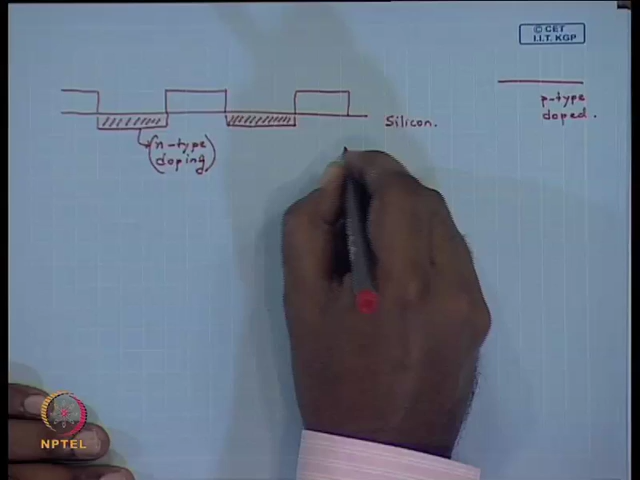 © CET
I.I.T. KGP
p-type
doped.
Silicon.
(n-type
doping)
NPTEL